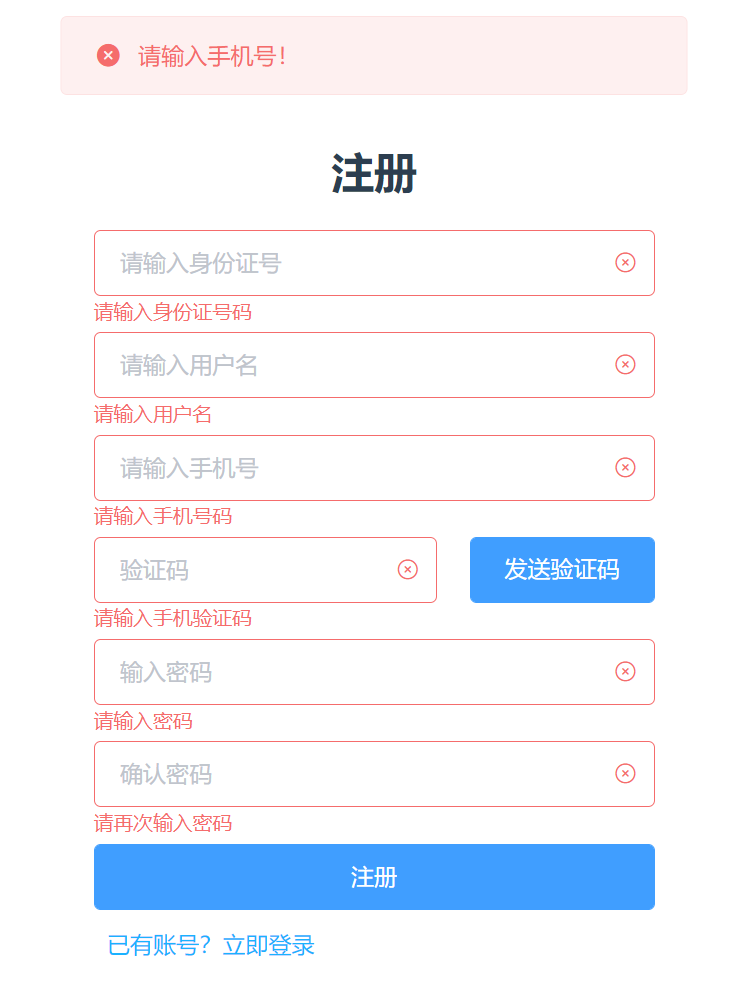 请输入手机号！
注册
请输入身份证号
请输入身份证号码
请输入用户名
请输入用户名
请输入手机号
请输入手机号码
验证码
发送验证码
请输入手机验证码
输入密码
请输入密码
确认密码
请再次输入密码
注册
已有账号？立即登录